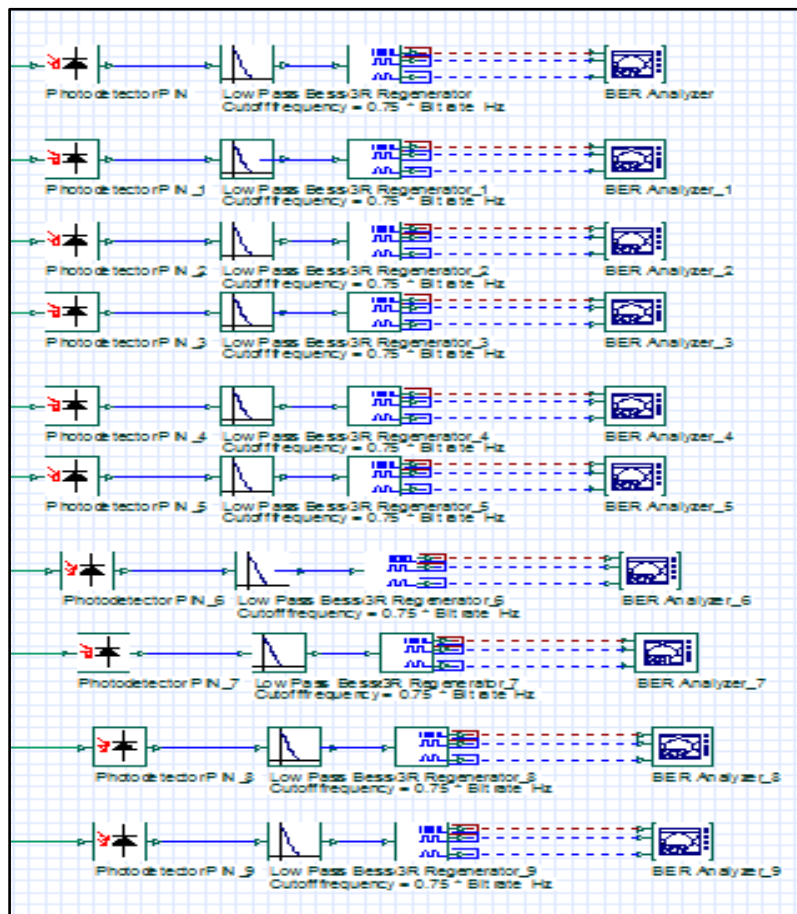 Photodetector PIN Low Pass Bessel 3R Regenerator BER Analyzer
Cutoff frequency = 0.75 * Bit rate Hz
Photodetector PIN_1 Low Pass Bessel 3R Regenerator_1 BER Analyzer_1
Cutoff frequency = 0.75 * Bit rate Hz
Photodetector PIN_2 Low Pass Bessel 3R Regenerator_2 BER Analyzer_2
Cutoff frequency = 0.75 * Bit rate Hz
Photodetector PIN_3 Low Pass Bessel 3R Regenerator_3 BER Analyzer_3
Cutoff frequency = 0.75 * Bit rate Hz
Photodetector PIN_4 Low Pass Bessel 3R Regenerator_4 BER Analyzer_4
Cutoff frequency = 0.75 * Bit rate Hz
Photodetector PIN_5 Low Pass Bessel 3R Regenerator_5 BER Analyzer_5
Cutoff frequency = 0.75 * Bit rate Hz
Photodetector PIN_6 Low Pass Bessel 3R Regenerator_6 BER Analyzer_6
Cutoff frequency = 0.75 * Bit rate Hz
Photodetector PIN_7 Low Pass Bessel 3R Regenerator_7 BER Analyzer_7
Cutoff frequency = 0.75 * Bit rate Hz
Photodetector PIN_8 Low Pass Bessel 3R Regenerator_8 BER Analyzer_8
Cutoff frequency = 0.75 * Bit rate Hz
Photodetector PIN_9 Low Pass Bessel 3R Regenerator_9 BER Analyzer_9
Cutoff frequency = 0.75 * Bit rate Hz